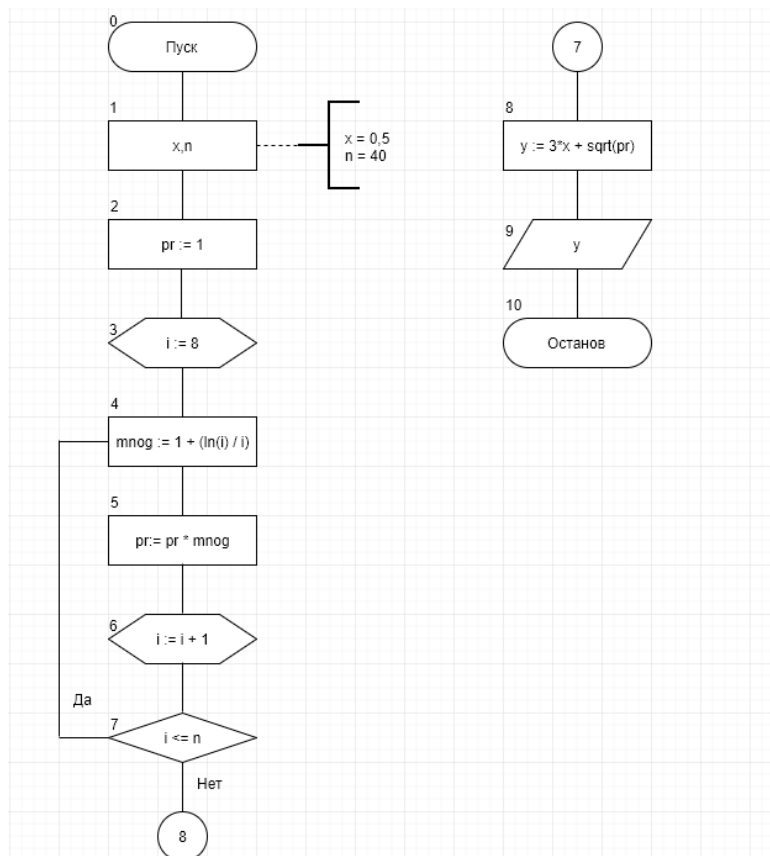 0
Пуск
1
x,n
x = 0,5
n = 40
2
pr := 1
3
i := 8
4
mnog := 1 + (ln(i) / i)
5
pr:= pr * mnog
6
i := i + 1
Да
7
i <= n
Нет
8
7
8
y := 3*x + sqrt(pr)
9
y
10
Останов